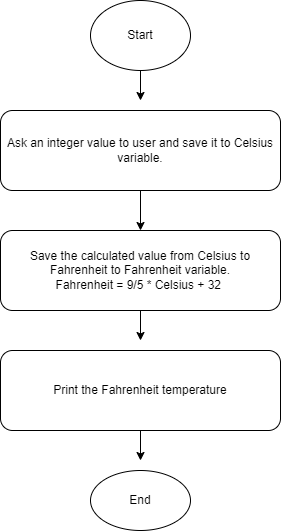 Start
Ask an integer value to user and save it to Celsius
variable.
Save the calculated value from Celsius to
Fahrenheit to Fahrenheit variable.
Fahrenheit = 9/5 * Celsius + 32
Print the Fahrenheit temperature
End